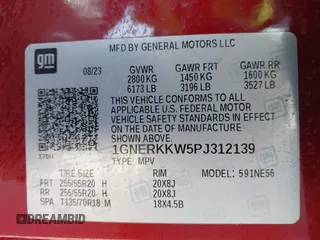 MFD BY GENERAL MOTORS LLC
gm
08/23 GVWR GAWR FRT GAWR RR
2800 KG 1450 KG 1600 KG
6173 LB 3196 LB 3527 LB
THIS VEHICLE CONFORMS TO ALL
APPLICABLE U.S. FEDERAL MOTOR
VEHICLE SAFETY STANDARDS IN
EFFECT ON THE DATE OF
MANUFACTURE SHOWN ABOVE.
1GNERKKW5PJ312139
TYPE: MPV
MODEL: 591NE56
TIRE SIZE RIM
FRT 255/55R20 H 20X8J
RR 255/55R20 H 20X8J
SPA T135/70R18 M 18X4.5B
DREAMBID